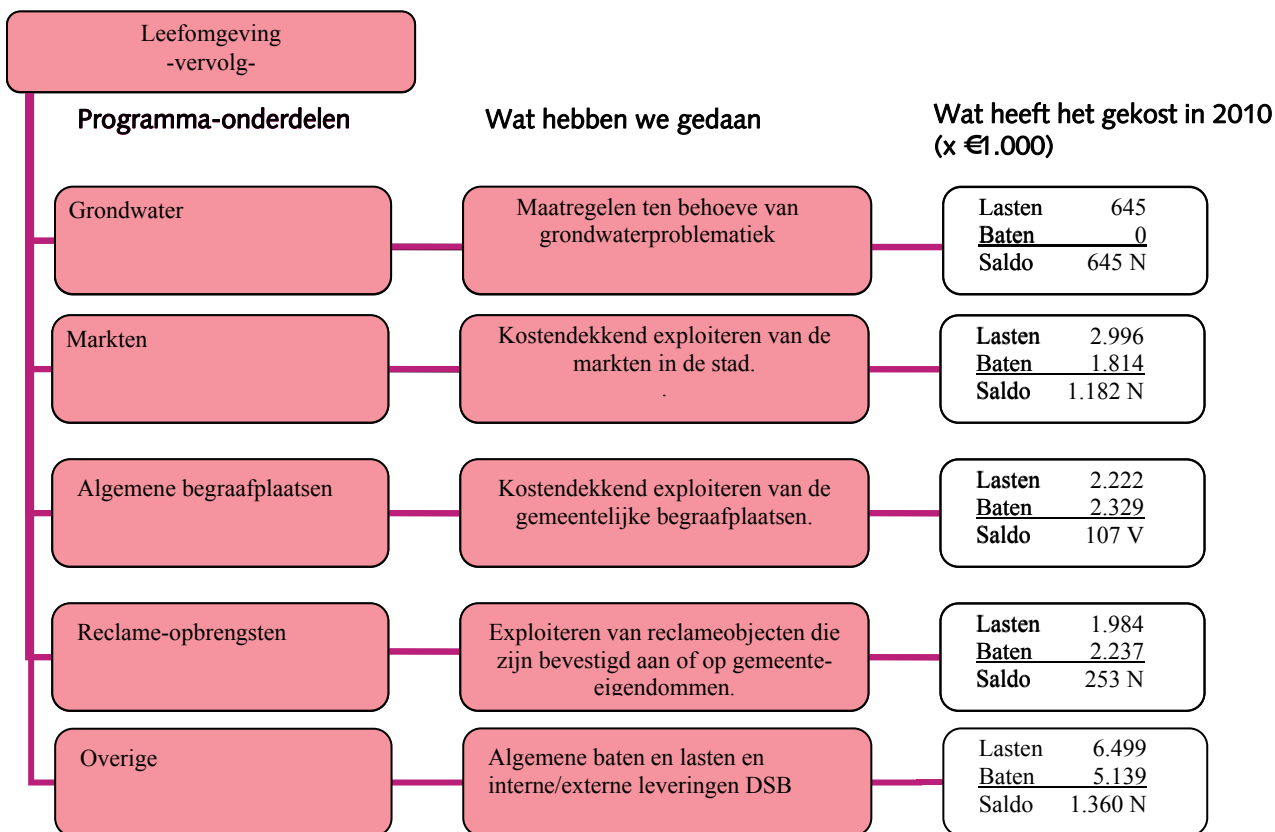 Leefomgeving
-vervolg-
Programma-onderdelen
Wat hebben we gedaan
Wat heeft het gekost in 2010
(x €1.000)
Grondwater
Maatregelen ten behoeve van
grondwaterproblematiek
Lasten 645
Baten 0
Saldo 645 N
Markten
Kostendekkend exploiteren van de
markten in de stad.
.
Lasten 2.996
Baten 1.814
Saldo 1.182 N
Algemene begraafplaatsen
Kostendekkend exploiteren van de
gemeentelijke begraafplaatsen.
Lasten 2.222
Baten 2.329
Saldo 107 V
Reclame-opbrengsten
Exploiteren van reclameobjecten die
zijn bevestigd aan of op gemeente-
eigendommen.
Lasten 1.984
Baten 2.237
Saldo 253 N
Overige
Algemene baten en lasten en
interne/externe leveringen DSB
Lasten 6.499
Baten 5.139
Saldo 1.360 N